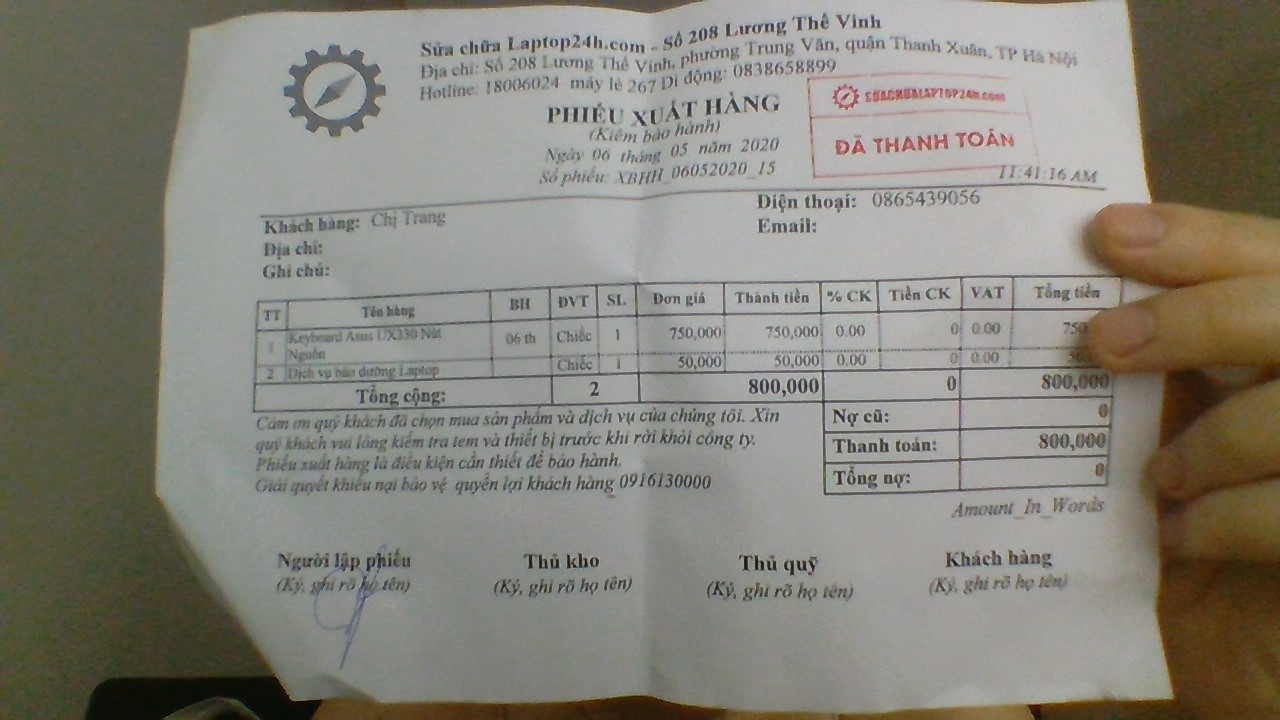 Sửa chữa Laptop24h.com - Số 208 Lương Thế Vinh
Địa chỉ: Số 208 Lương Thế Vinh, phường Trung Văn, quận Thanh Xuân, TP Hà Nội
Hotline: 18006024 máy lẻ 267 Di động: 0838658899
PHIẾU XUẤT HÀNG
(Kiêm bảo hành)
Ngày 06 tháng 05 năm 2020
Số phiếu: XBHH_06052020_15
SUACHUALAPTOP24H.com
ĐÃ THANH TOÁN
11:41:16 AM
Khách hàng: Chị Trang
Điện thoại: 0865439056
Địa chỉ:
Email:
Ghi chú:
TT Tên hàng BH ĐVT SL Đơn giá Thành tiền % CK Tiền CK VAT Tổng tiền
1 Keyboard Asus UX330 Nút Nguồn 06 th Chiếc 1 750,000 750,000 0.00 0 0.00
2 Dịch vụ bảo dưỡng Laptop Chiếc 1 50,000 50,000 0.00 0 0.00
Tổng cộng: 2 800,000 0 800,000
Cảm ơn quý khách đã chọn mua sản phẩm và dịch vụ của chúng tôi. Xin
quý khách vui lòng kiểm tra tem và thiết bị trước khi rời khỏi công ty.
Phiếu xuất hàng là điều kiện cần thiết để bảo hành.
Giải quyết khiếu nại bảo vệ quyền lợi khách hàng 0916130000
Nợ cũ: 0
Thanh toán: 800,000
Tổng nợ: 0
Amount_In_Words
Người lập phiếu Thủ kho Thủ quỹ Khách hàng
(Ký, ghi rõ họ tên) (Ký, ghi rõ họ tên) (Ký, ghi rõ họ tên) (Ký, ghi rõ họ tên)